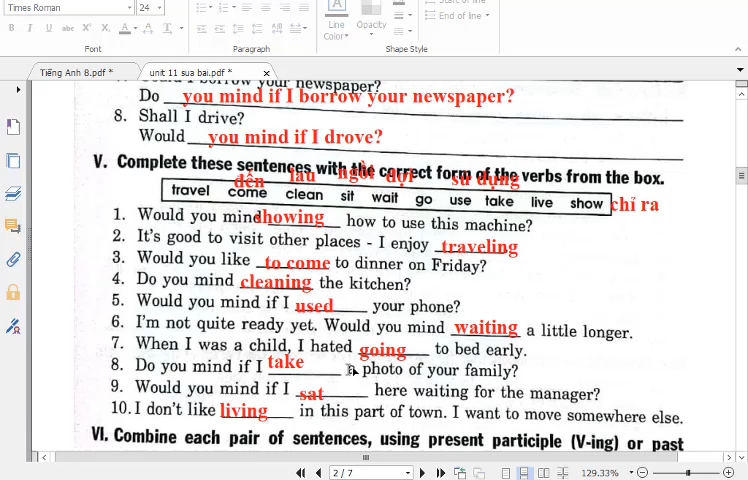 Times Roman 24
Line Color Opacity Start of line
End of line
Font Paragraph Shape Style
Tiếng Anh 8.pdf * unit 11 sua bai.pdf * ×
your newspaper?
Do you mind if I borrow your newspaper?
8. Shall I drive?
Would you mind if I drove?
V. Complete these sentences with the correct form of the verbs from the box.
đến lau ngồi đợi sử dụng
travel come clean sit wait go use take live show chỉ ra
1. Would you mind showing how to use this machine?
2. It's good to visit other places - I enjoy traveling
3. Would you like to come to dinner on Friday?
4. Do you mind cleaning the kitchen?
5. Would you mind if I used your phone?
6. I'm not quite ready yet. Would you mind waiting a little longer.
7. When I was a child, I hated going to bed early.
8. Do you mind if I take a photo of your family?
9. Would you mind if I sat here waiting for the manager?
10. I don't like living in this part of town. I want to move somewhere else.
VI. Combine each pair of sentences, using present participle (V-ing) or past
2 / 7 129.33%